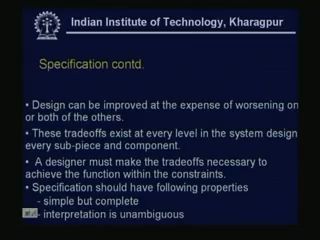 Indian Institute of Technology, Kharagpur
Specification contd.
• Design can be improved at the expense of worsening on
or both of the others.
• These tradeoffs exist at every level in the system design
every sub-piece and component.
• A designer must make the tradeoffs necessary to
achieve the function within the constraints.
• Specification should have following properties
- simple but complete
- interpretation is unambiguous